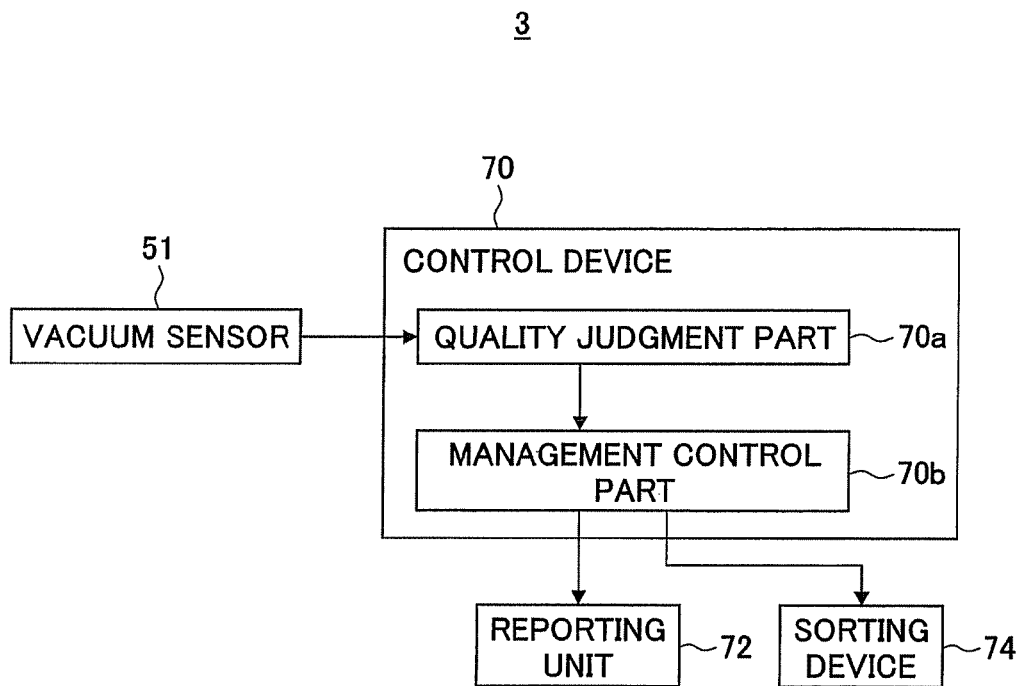 3
70
51
CONTROL DEVICE
VACUUM SENSOR
QUALITY JUDGMENT PART
70a
MANAGEMENT CONTROL
PART
70b
REPORTING
UNIT
72
SORTING
DEVICE
74